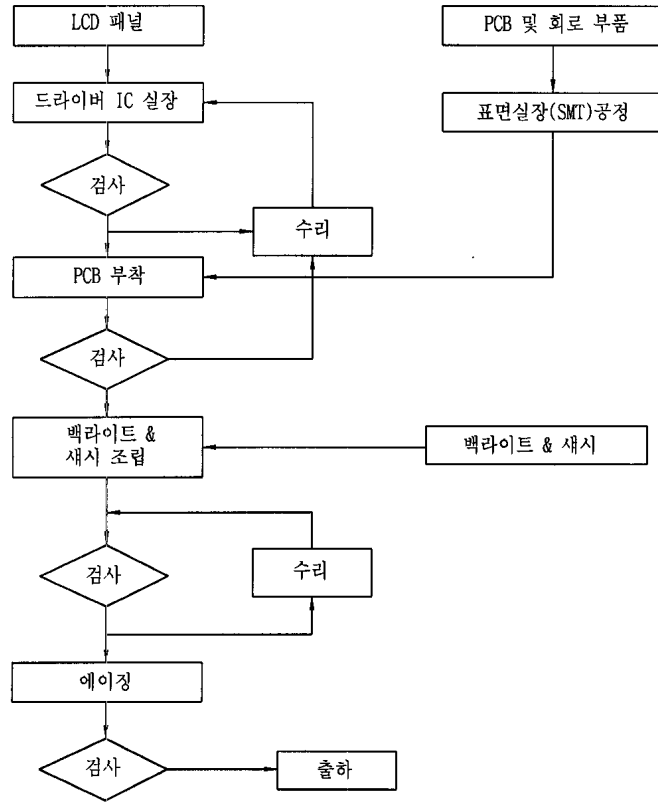 LCD 패널
PCB 및 회로 부품
드라이버 IC 실장
표면실장(SMT)공정
검사
수리
PCB 부착
검사
백라이트 &
섀시 조립
백라이트 & 섀시
검사
수리
에이징
검사
출하